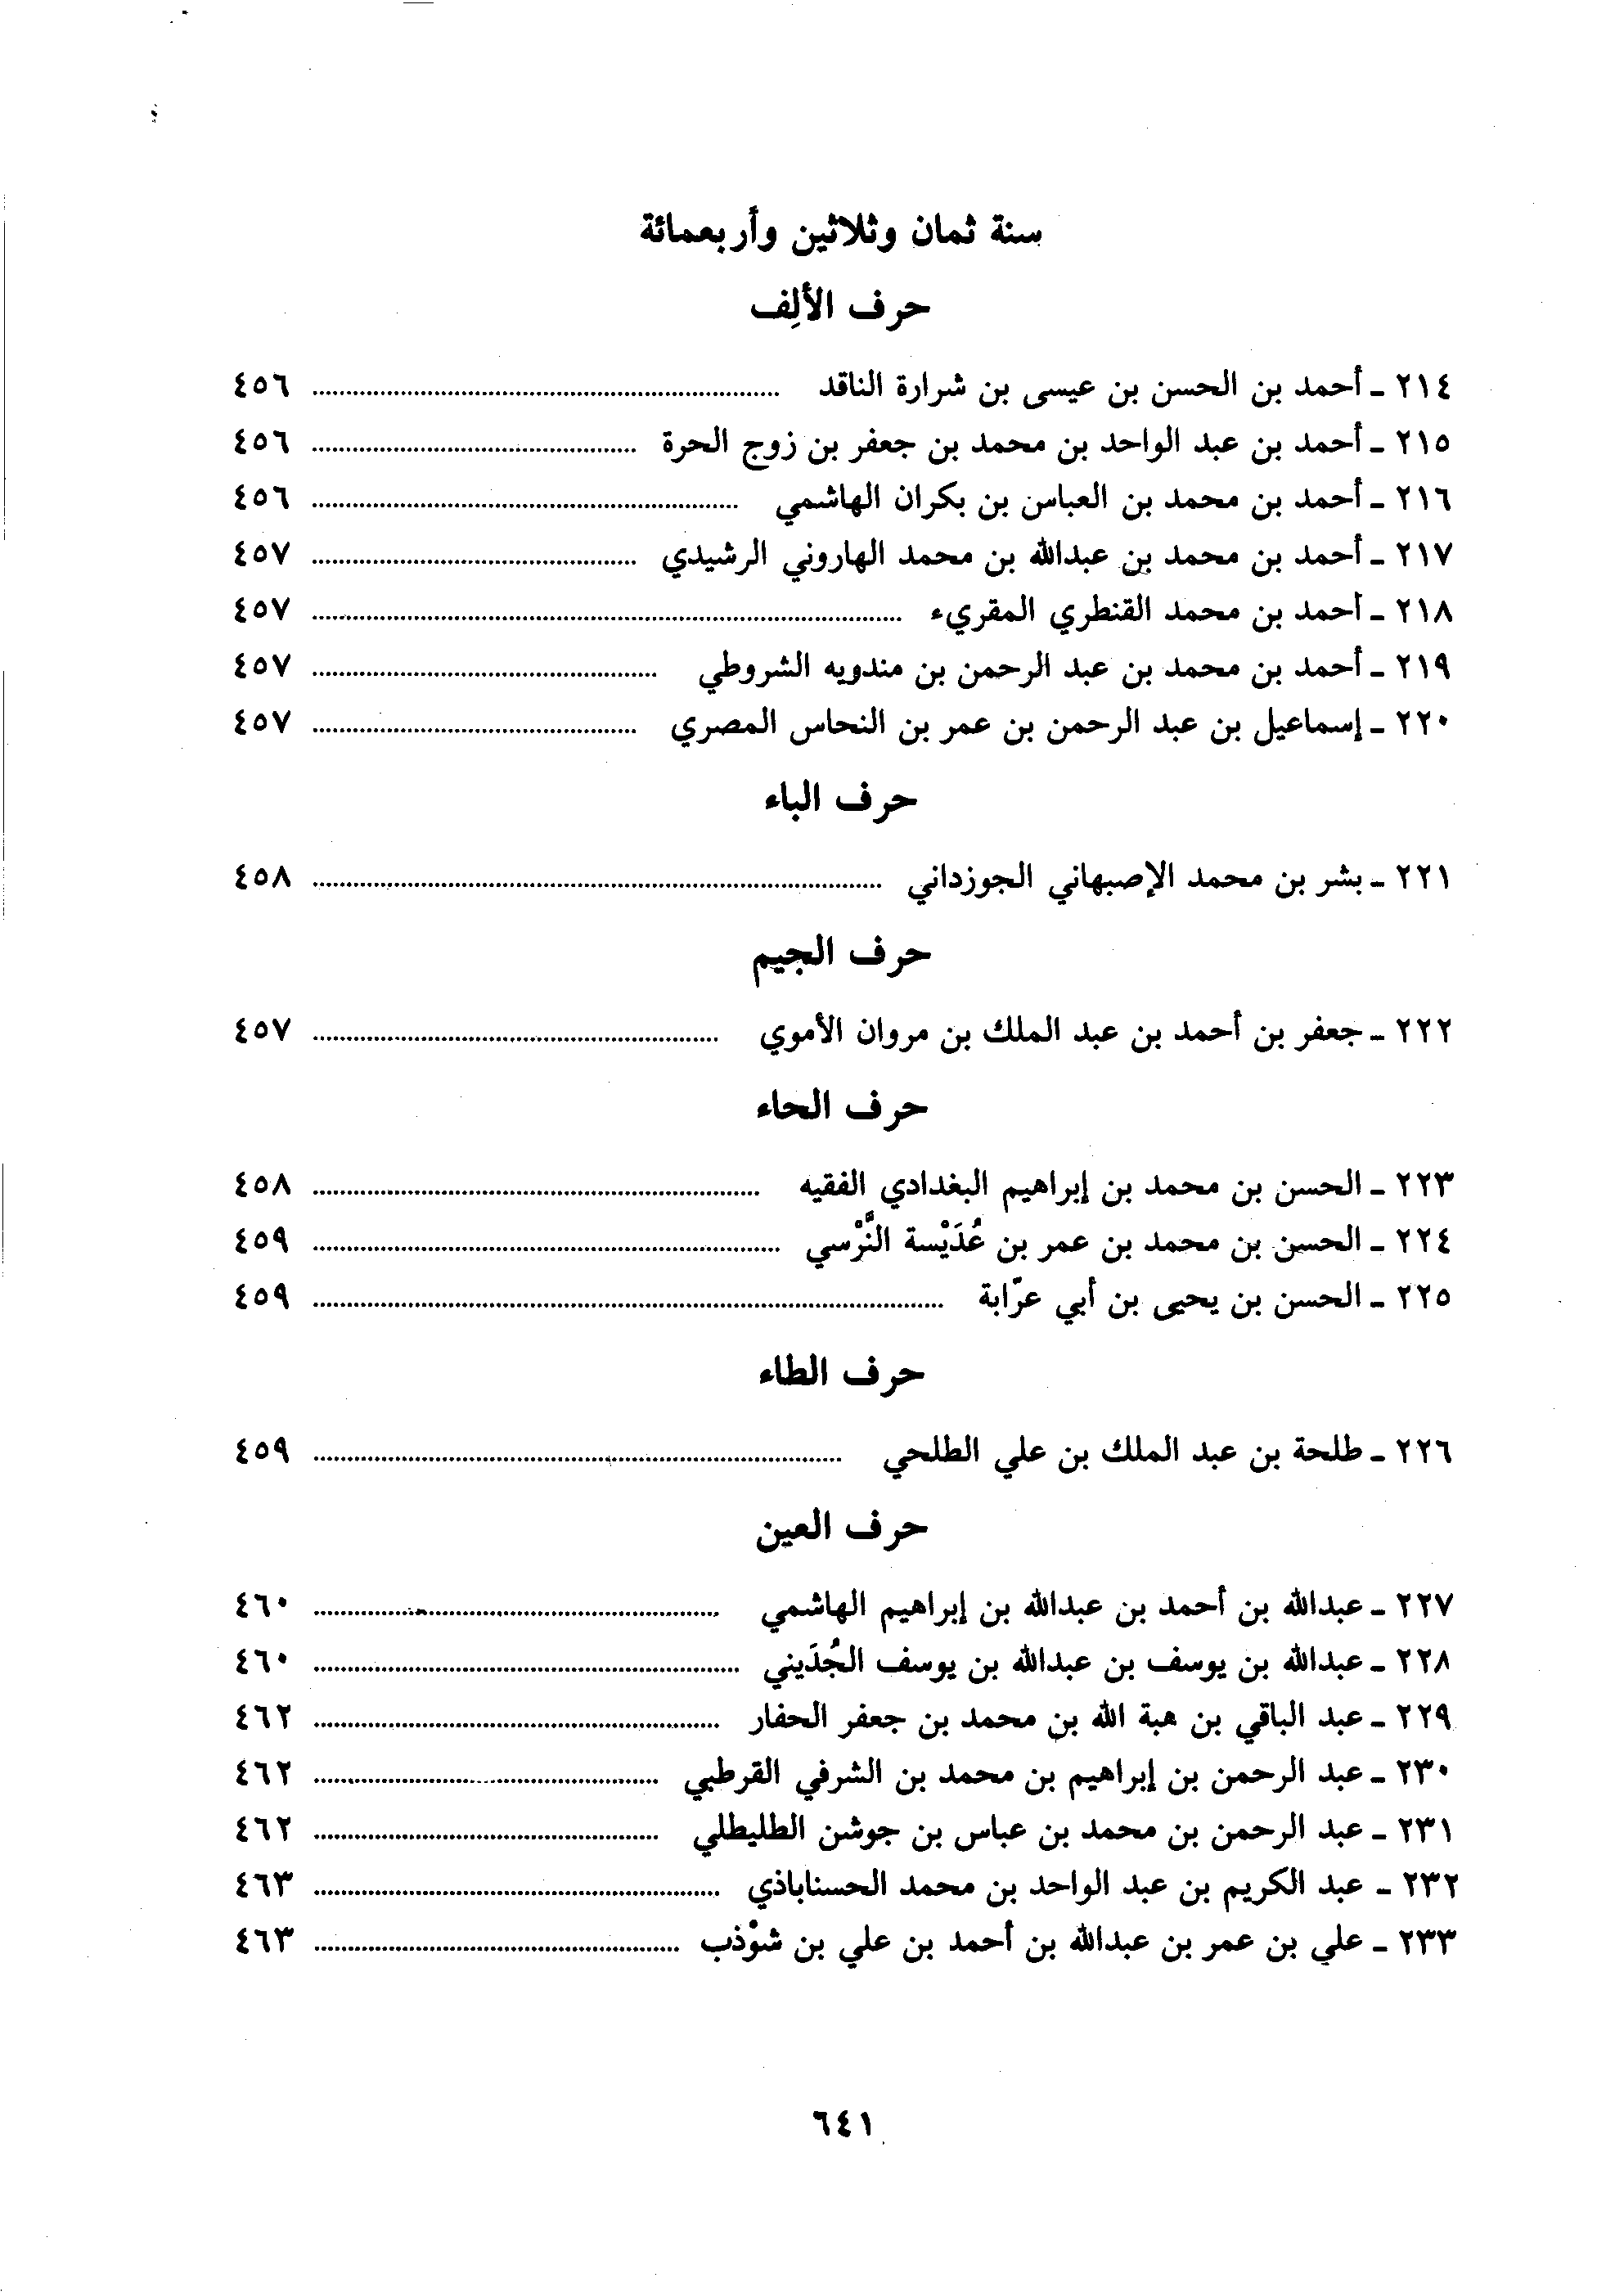 سنة ثمان وثلاثين وأربعمائة
حرف الألِف
٢١٤ - أحمد بن الحسن بن عيسى بن شرارة الناقد ........ ٤٥٦
٢١٥ - أحمد بن عبد الواحد بن محمد بن جعفر بن زوج الحرة ........ ٤٥٦
٢١٦ - أحمد بن محمد بن العباس بن بكران الهاشمي ........ ٤٥٦
٢١٧ - أحمد بن محمد بن عبدالله بن محمد الهاروني الرشيدي ........ ٤٥٧
٢١٨ - أحمد بن محمد القنطري المقريء ........ ٤٥٧
٢١٩ - أحمد بن محمد بن عبد الرحمن بن مندويه الشروطي ........ ٤٥٧
٢٢٠ - إسماعيل بن عبد الرحمن بن عمر بن النحاس المصري ........ ٤٥٧
حرف الباء
٢٢١ - بشر بن محمد الإصبهاني الجوزداني ........ ٤٥٨
حرف الجيم
٢٢٢ - جعفر بن أحمد بن عبد الملك بن مروان الأموي ........ ٤٥٧
حرف الحاء
٢٢٣ - الحسن بن محمد بن إبراهيم البغدادي الفقيه ........ ٤٥٨
٢٢٤ - الحسن بن محمد بن عمر بن عُدَيْسة النَّرْسي ........ ٤٥٩
٢٢٥ - الحسن بن يحيى بن أبي عرّابة ........ ٤٥٩
حرف الطاء
٢٢٦ - طلحة بن عبد الملك بن علي الطلحي ........ ٤٥٩
حرف العين
٢٢٧ - عبدالله بن أحمد بن عبدالله بن إبراهيم الهاشمي ........ ٤٦٠
٢٢٨ - عبدالله بن يوسف بن عبدالله بن يوسف الجُدَيني ........ ٤٦٠
٢٢٩ - عبد الباقي بن هبة الله بن محمد بن جعفر الحفار ........ ٤٦٢
٢٣٠ - عبد الرحمن بن إبراهيم بن محمد بن الشرفي القرطبي ........ ٤٦٢
٢٣١ - عبد الرحمن بن محمد بن عباس بن جوشن الطليطلي ........ ٤٦٢
٢٣٢ - عبد الكريم بن عبد الواحد بن محمد الحسناباذي ........ ٤٦٣
٢٣٣ - علي بن عمر بن عبدالله بن أحمد بن علي بن شوْذب ........ ٤٦٣
٦٤١